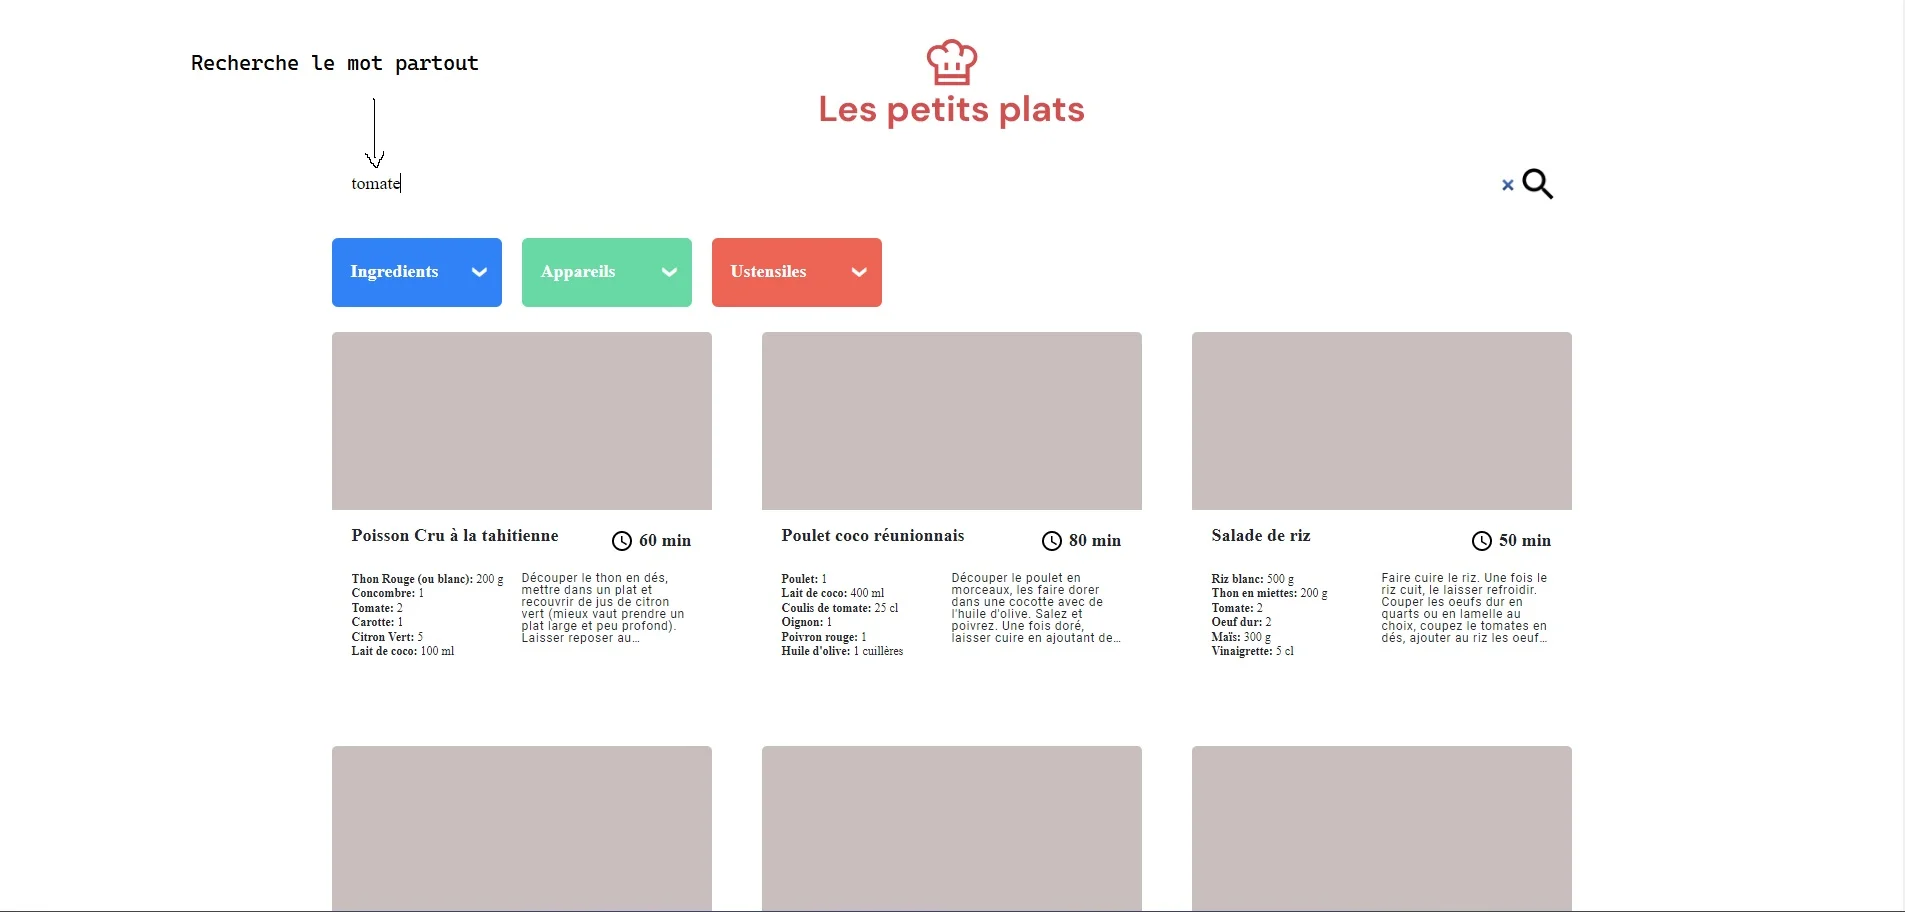 Recherche le mot partout
Les petits plats
tomate
Ingredients
Appareils
Ustensiles
Poisson Cru à la tahitienne
60 min
Thon Rouge (ou blanc): 200 g
Concombre: 1
Tomate: 2
Carotte: 1
Citron Vert: 5
Lait de coco: 100 ml
Découper le thon en dés,
mettre dans un plat et
recouvrir de jus de citron
vert (mieux vaut prendre un
plat large et peu profond).
Laisser reposer au...
Poulet coco réunionnais
80 min
Poulet: 1
Lait de coco: 400 ml
Coulis de tomate: 25 cl
Oignon: 1
Poivron rouge: 1
Huile d'olive: 1 cuillères
Découper le poulet en
morceaux, les faire dorer
dans une cocotte avec de
l'huile d'olive. Salez et
poivrez. Une fois doré,
laisser cuire en ajoutant de...
Salade de riz
50 min
Riz blanc: 500 g
Thon en miettes: 200 g
Tomate: 2
Oeuf dur: 2
Maïs: 300 g
Vinaigrette: 5 cl
Faire cuire le riz. Une fois le
riz cuit, le laisser refroidir.
Couper les oeufs dur en
quarts ou en lamelle au
choix, coupez le tomates en
dés, ajouter au riz les oeuf...